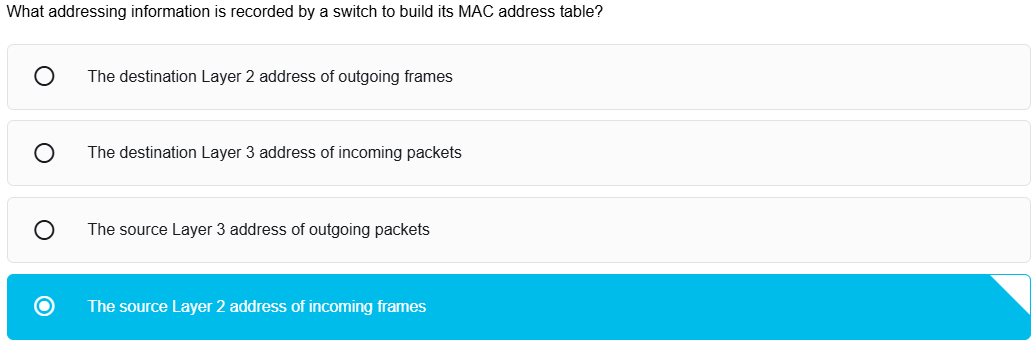 What addressing information is recorded by a switch to build its MAC address table?
The destination Layer 2 address of outgoing frames
The destination Layer 3 address of incoming packets
The source Layer 3 address of outgoing packets
The source Layer 2 address of incoming frames